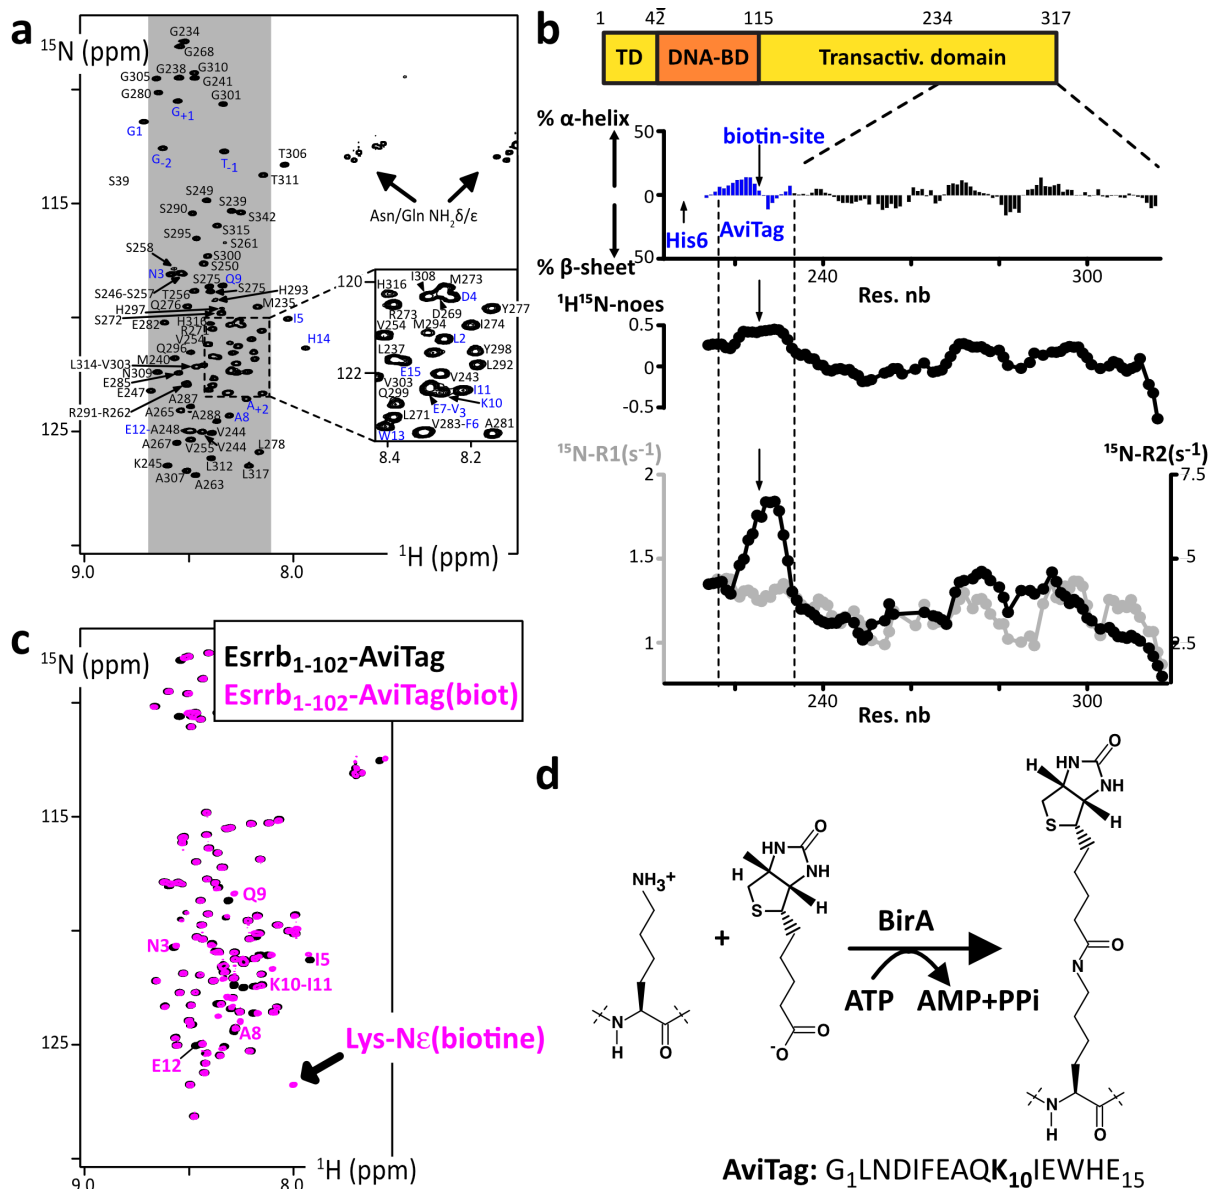 a
¹⁵N (ppm)
G234
G268
G238
G310
G305
G241
G280
G301
G₊₁
G1
G₋₂
T₋₁
T306
T311
S39
Asn/Gln NH₂δ/ε
115
S249
S290
S239
S342
S315
S295
S261
S258
S300
S250
N3
S275
Q9
S246-S257
T256
S275
H293
Q276
M235
H297
S272
H316
I5
E282
R271
H14
V254
Q296
L314-V303
M240
N309
E285
E247
A287
A₊₂
R291-R262
A265
A288
A8
125
E12-A248
V244
A267
V255
V244
L278
K245
L312
L317
A307
A263
¹H (ppm)
9.0
8.0
120
I308
M273
H316
D4
R273
D269
Y277
V254
M294
I274
L2
L237
Y298
E15
L292
122
V303
V243
Q299
I11
K10
E7-V₃
L271
V283-F6
A281
W13
8.4
8.2
b
1
42
115
234
317
TD
DNA-BD
Transactiv. domain
% α-helix
biotin-site
50
0
His6
AviTag
50
% β-sheet
240
300
Res. nb
¹H¹⁵N-noes
0.5
0
-0.5
¹⁵N-R1(s⁻¹)
¹⁵N-R2(s⁻¹)
2
7.5
1.5
5
1
2.5
240
300
Res. nb
c
¹⁵N (ppm)
Esrrb₁₋₁₀₂-AviTag
Esrrb₁₋₁₀₂-AviTag(biot)
115
Q9
N3
I5
K10-I11
A8
125
E12
Lys-Nε(biotine)
¹H (ppm)
9.0
8.0
d
NH₃⁺
N
H
O
+
O
HN
NH
H
H
S
O
⁻O
BirA
ATP
AMP+PPi
O
H
HN
NH
S
H
O
N
N
H
O
AviTag: G₁LNDIFEAQK₁₀IEWHE₁₅